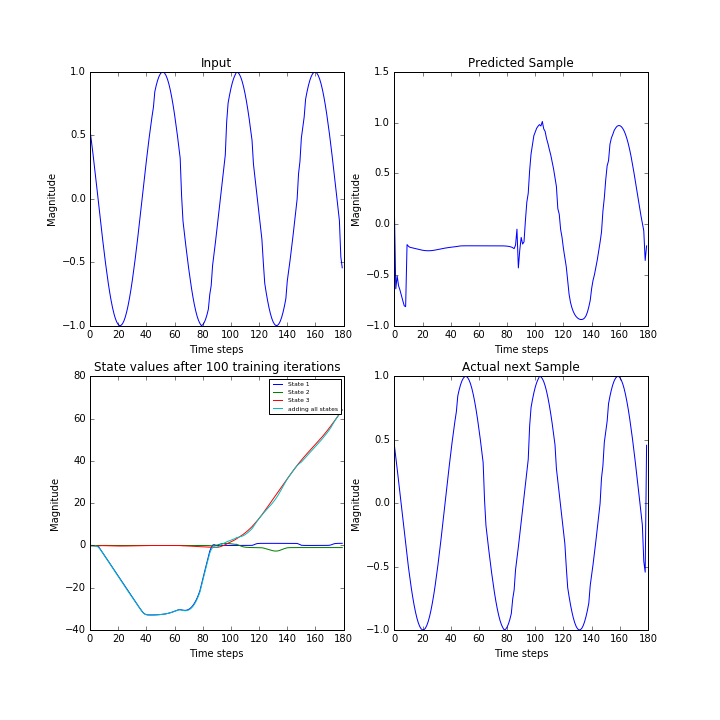 Input
1.0
0.5
0.0
−0.5
−1.0
Magnitude
0 20 40 60 80 100 120 140 160 180
Time steps
Predicted Sample
1.5
1.0
0.5
0.0
−0.5
−1.0
Magnitude
0 20 40 60 80 100 120 140 160 180
Time steps
State values after 100 training iterations
80
60
40
20
0
−20
−40
Magnitude
State 1
State 2
State 3
adding all states
0 20 40 60 80 100 120 140 160 180
Time steps
Actual next Sample
1.0
0.5
0.0
−0.5
−1.0
Magnitude
0 20 40 60 80 100 120 140 160 180
Time steps